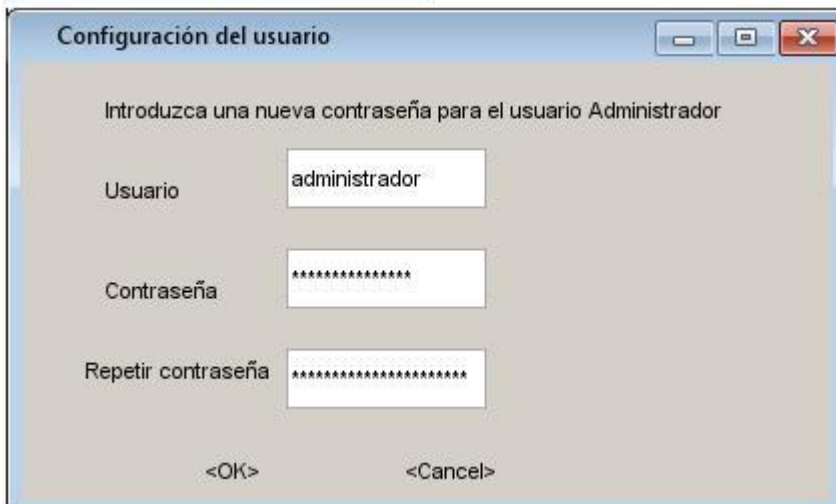 Configuración del usuario
Introduzca una nueva contraseña para el usuario Administrador
Usuario
administrador
Contraseña
***************
Repetir contraseña
**********************
<OK> <Cancel>